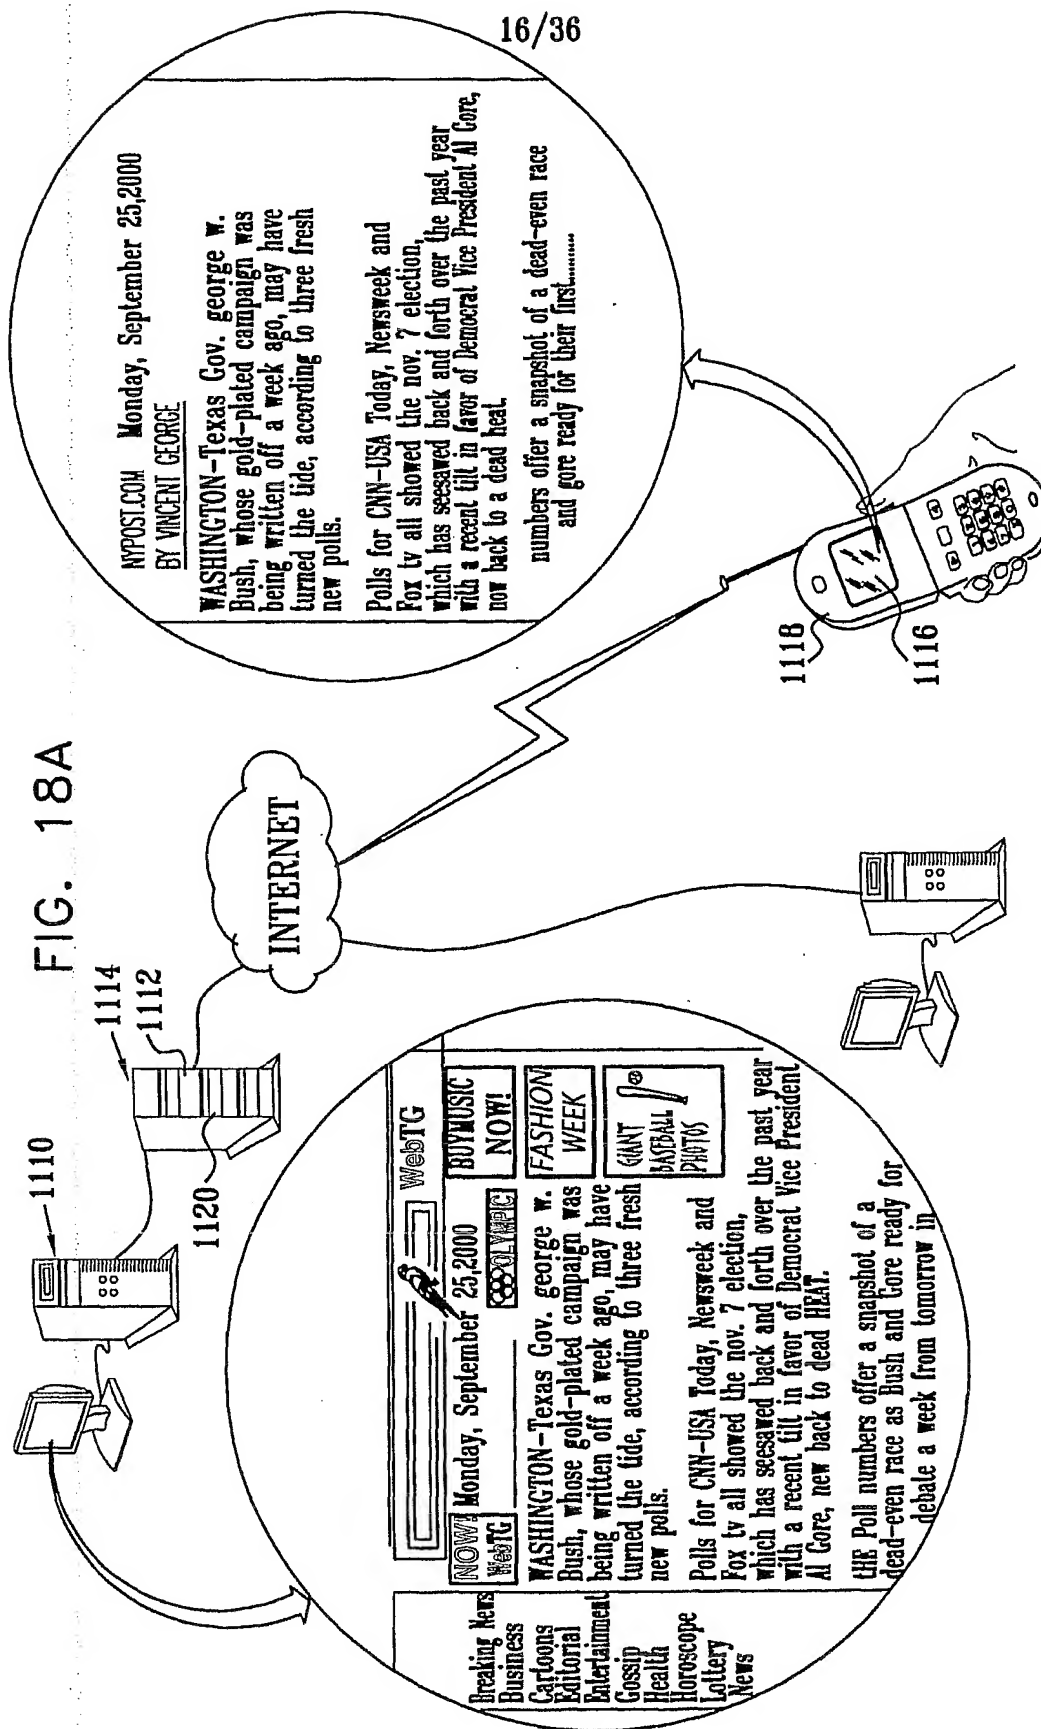 16/36
FIG. 18A
1110
1114
1112
1120
INTERNET
1118
1116
WebTG
NOW!
WebTG
Monday, September 25,2000
OLYMPIC
BUYMUSIC
NOW!
FASHION
WEEK
GIANT
BASEBALL
PHOTOS
Breaking News
Business
Cartoons
Editorial
Entertainment
Gossip
Health
Horoscope
Lottery
News
WASHINGTON-Texas Gov. george w.
Bush, whose gold-plated campaign was
being written off a week ago, may have
turned the tide, according to three fresh
new polls.
Polls for CNN-USA Today, Newsweek and
Fox tv all showed the nov. 7 election,
which has seesawed back and forth over the past year
with a recent tilt in favor of Democrat Vice President
Al Gore, new back to dead HEAT.
tHE Poll numbers offer a snapshot of a
dead-even race as Bush and Gore ready for
debate a week from tomorrow in
NYPOST.COM Monday, September 25,2000
BY VINCENT GEORGE
WASHINGTON-Texas Gov. george w.
Bush, whose gold-plated campaign was
being written off a week ago, may have
turned the tide, according to three fresh
new polls.
Polls for CNN-USA Today, Newsweek and
Fox tv all showed the nov. 7 election,
which has seesawed back and forth over the past year
with a recent tilt in favor of Democrat Vice President Al Gore,
now back to a dead heat.
numbers offer a snapshot of a dead-even race
and gore ready for their first..........